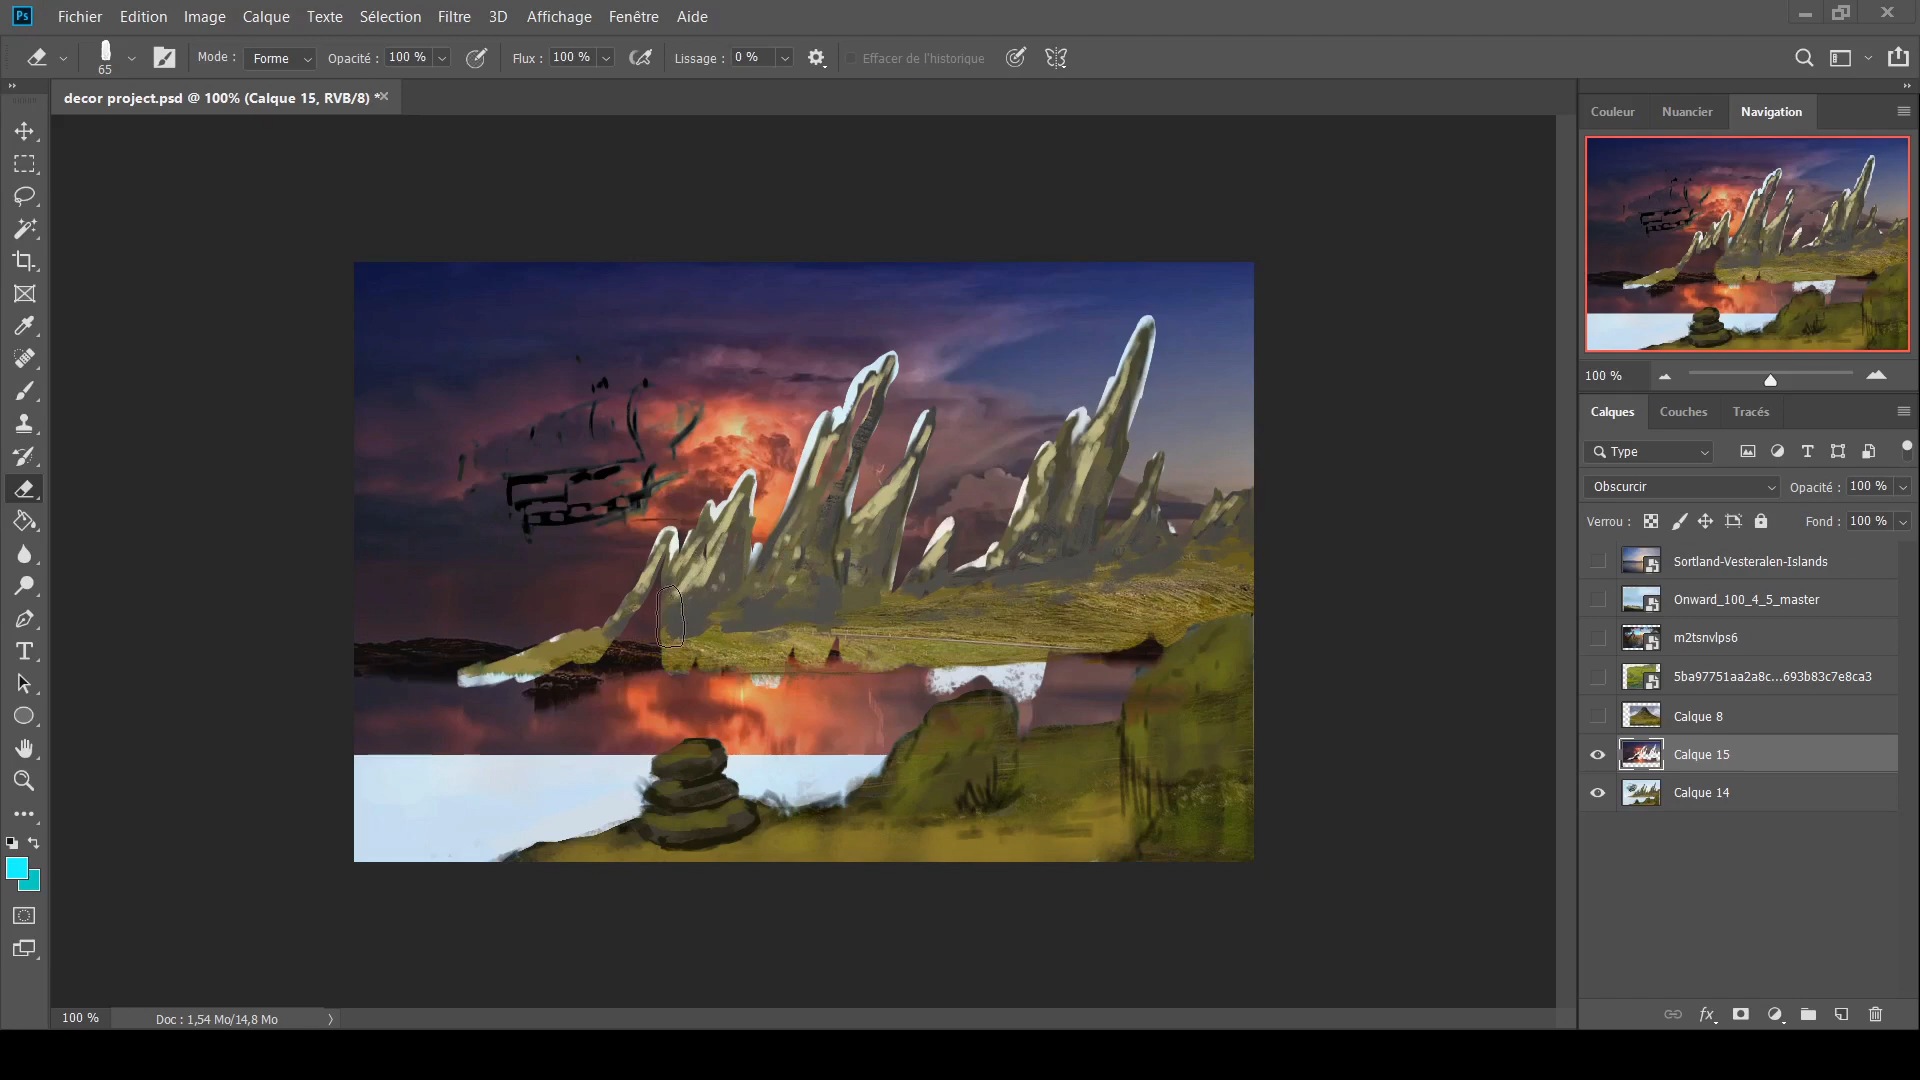 Ps Fichier Edition Image Calque Texte Sélection Filtre 3D Affichage Fenêtre Aide
65 Mode : Forme Opacité : 100 % Flux : 100 % Lissage : 0 % Effacer de l'historique
decor project.psd @ 100% (Calque 15, RVB/8) *
Couleur Nuancier Navigation
100 %
Calques Couches Tracés
Type
Obscurcir Opacité : 100 %
Verrou : Fond : 100 %
Sortland-Vesteralen-Islands
Onward_100_4_5_master
m2tsnvlps6
5ba97751aa2a8c...693b83c7e8ca3
Calque 8
Calque 15
Calque 14
100 % Doc : 1,54 Mo/14,8 Mo
fx